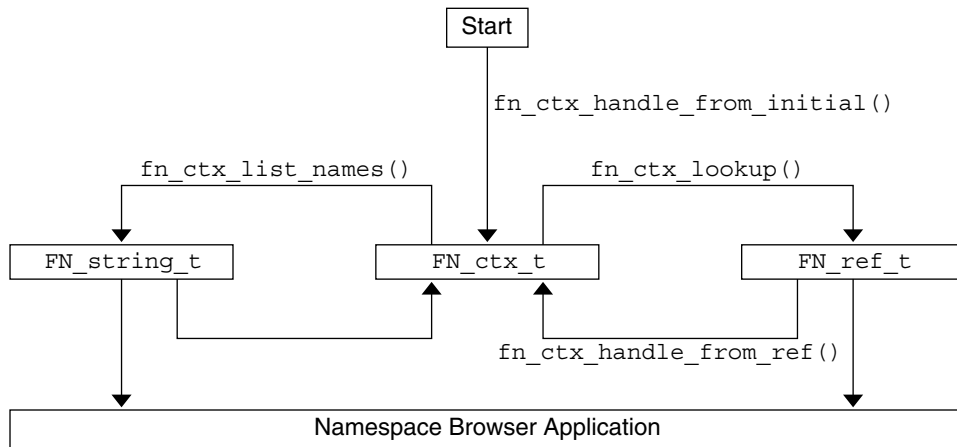 Start
fn_ctx_handle_from_initial()
fn_ctx_list_names()
fn_ctx_lookup()
FN_string_t
FN_ctx_t
FN_ref_t
fn_ctx_handle_from_ref()
Namespace Browser Application